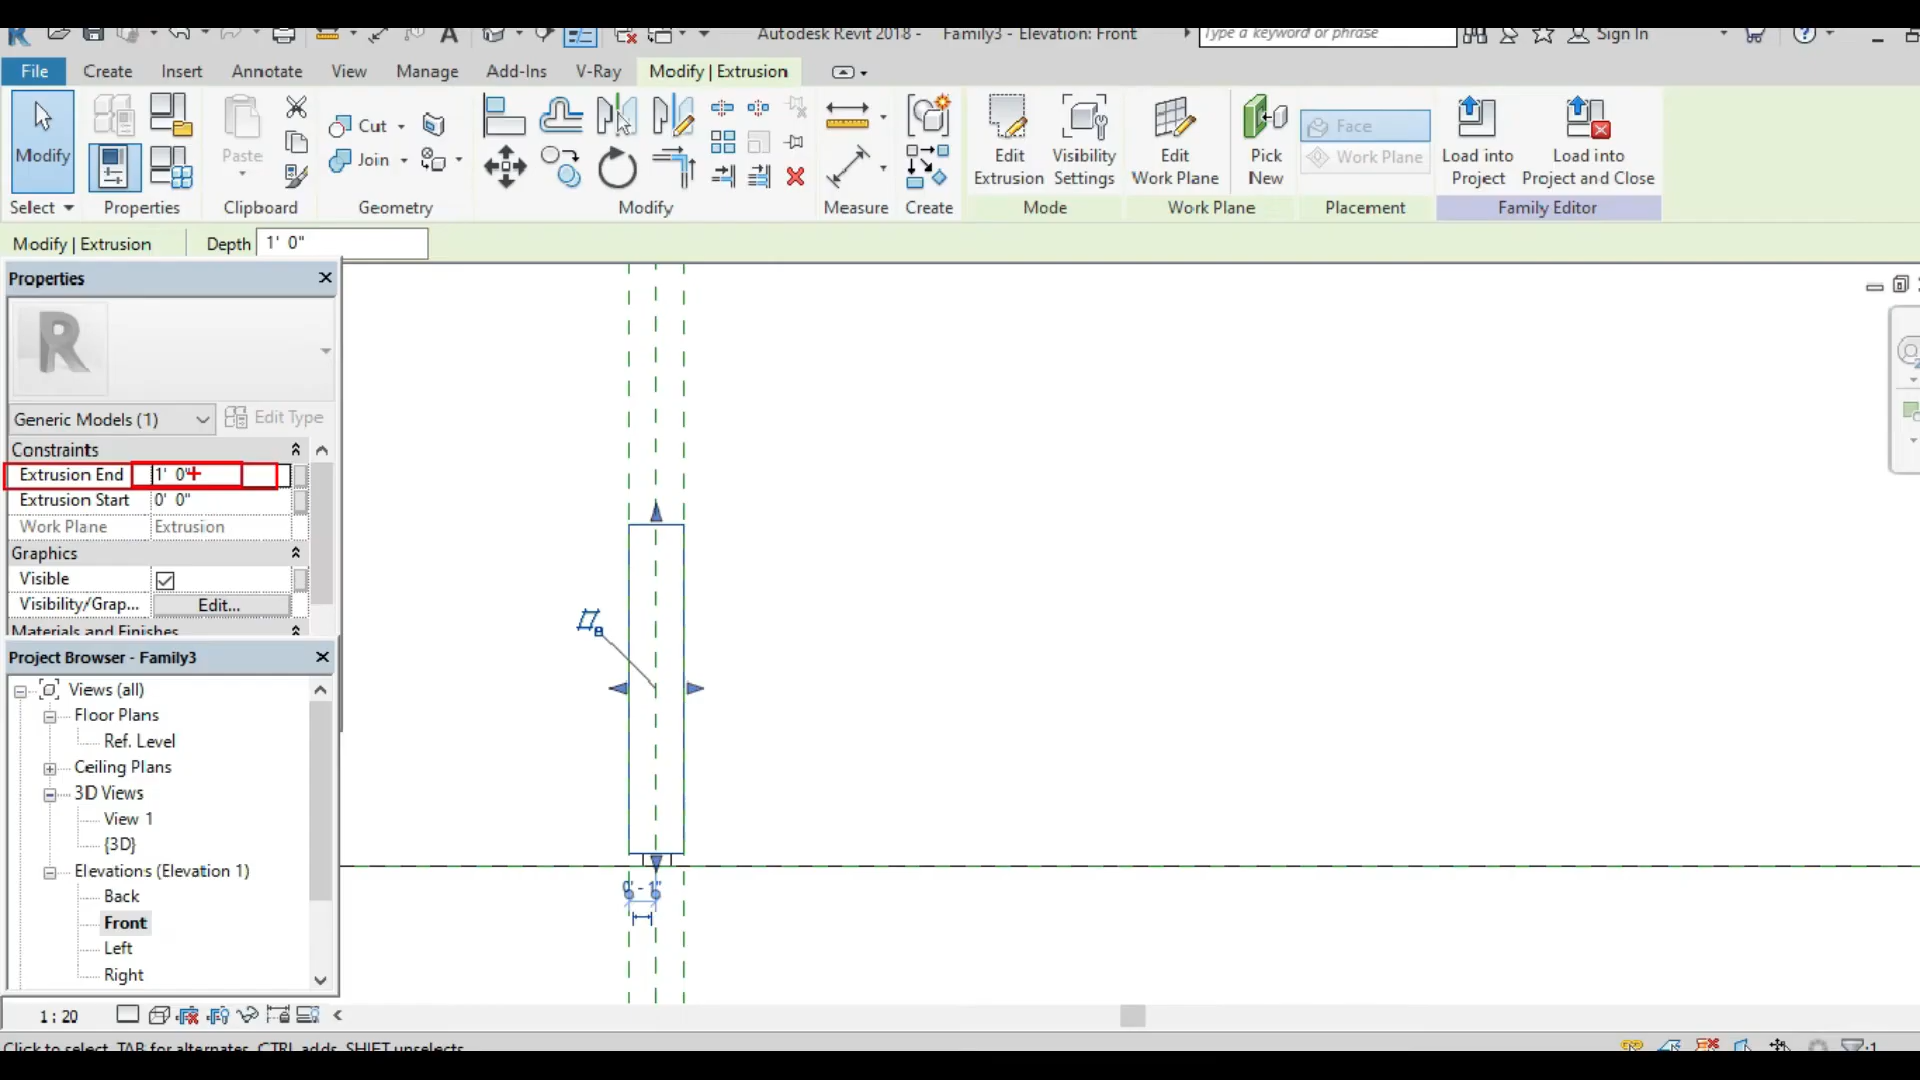 Autodesk Revit 2018 - Family3 - Elevation: Front
Type a keyword or phrase
Sign In
File Create Insert Annotate View Manage Add-Ins V-Ray Modify | Extrusion
Modify
Paste
Cut
Join
Edit Extrusion
Visibility Settings
Edit Work Plane
Pick New
Face
Work Plane
Load into Project
Load into Project and Close
Select Properties Clipboard Geometry Modify Measure Create Mode Work Plane Placement Family Editor
Modify | Extrusion Depth 1' 0"
Properties
Generic Models (1) Edit Type
Constraints
Extrusion End 1' 0"
Extrusion Start 0' 0"
Work Plane Extrusion
Graphics
Visible
Visibility/Grap... Edit...
Materials and Finishes
Project Browser - Family3
Views (all)
Floor Plans
Ref. Level
Ceiling Plans
3D Views
View 1
{3D}
Elevations (Elevation 1)
Back
Front
Left
Right
0' - 1"
1 : 20
Click to select, TAB for alternates, CTRL adds, SHIFT unselects.
:1